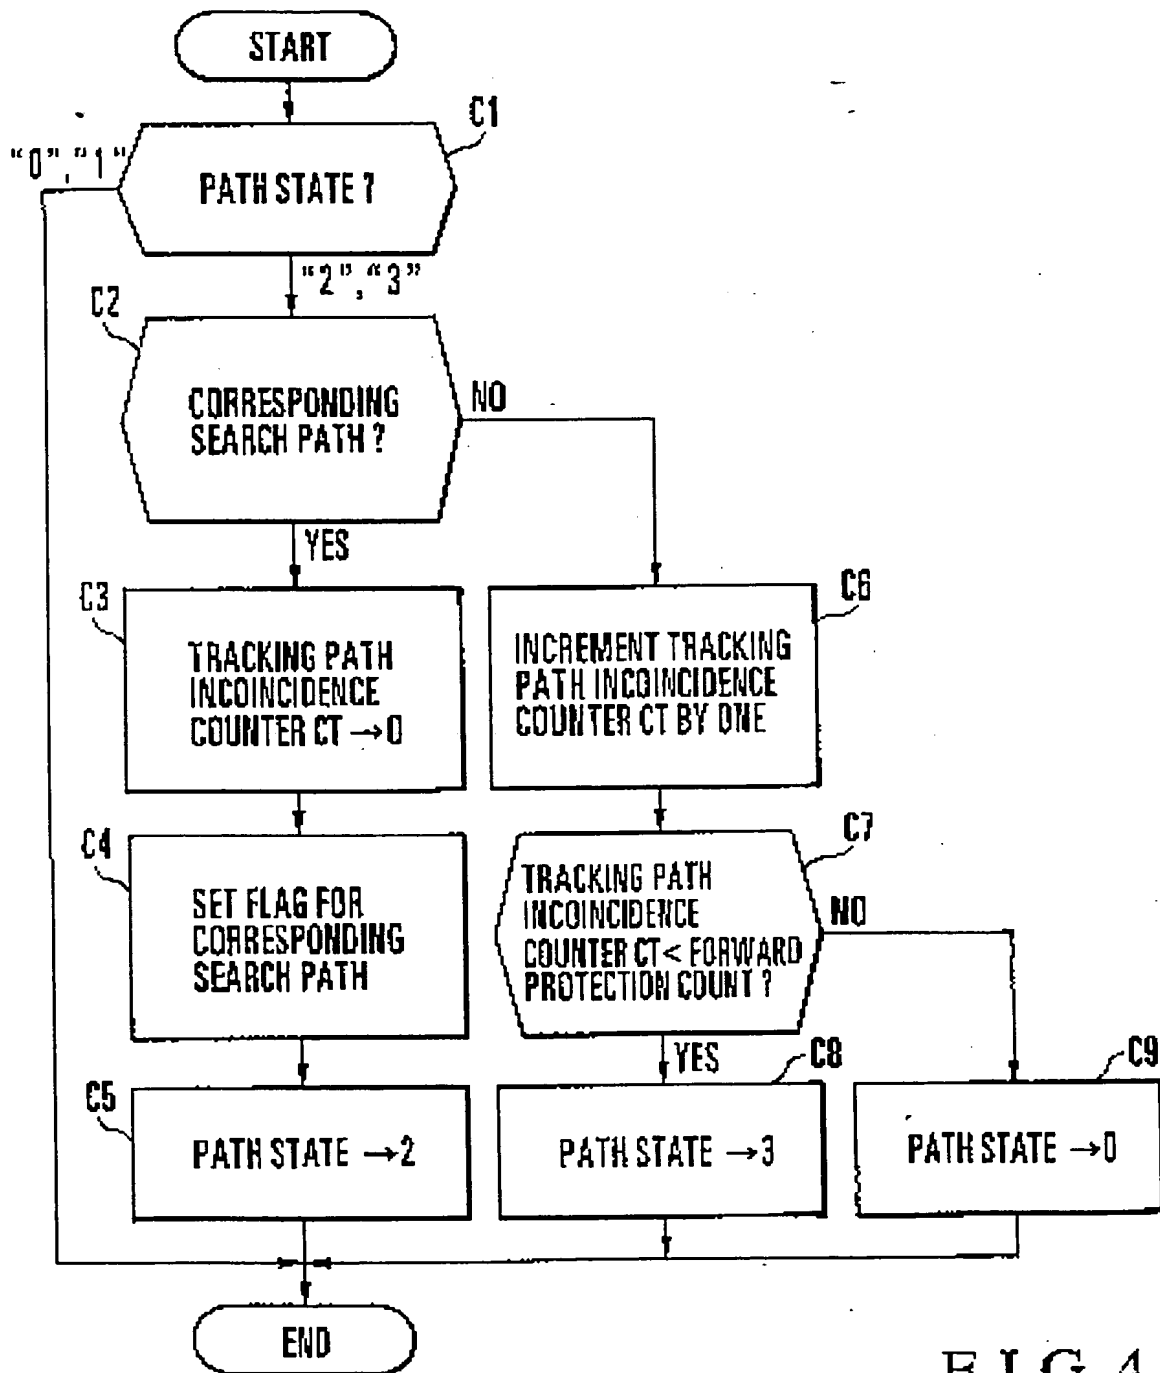 START
C1
"0", "1"
PATH STATE ?
"2", "3"
C2
CORRESPONDING
SEARCH PATH ?
NO
YES
C3
TRACKING PATH
INCOINCIDENCE
COUNTER CT →0
C6
INCREMENT TRACKING
PATH INCOINCIDENCE
COUNTER CT BY ONE
C4
SET FLAG FOR
CORRESPONDING
SEARCH PATH
C7
TRACKING PATH
INCOINCIDENCE
COUNTER CT < FORWARD
PROTECTION COUNT ?
NO
YES
C5
PATH STATE →2
C8
PATH STATE →3
C9
PATH STATE →0
END
FIG. 4